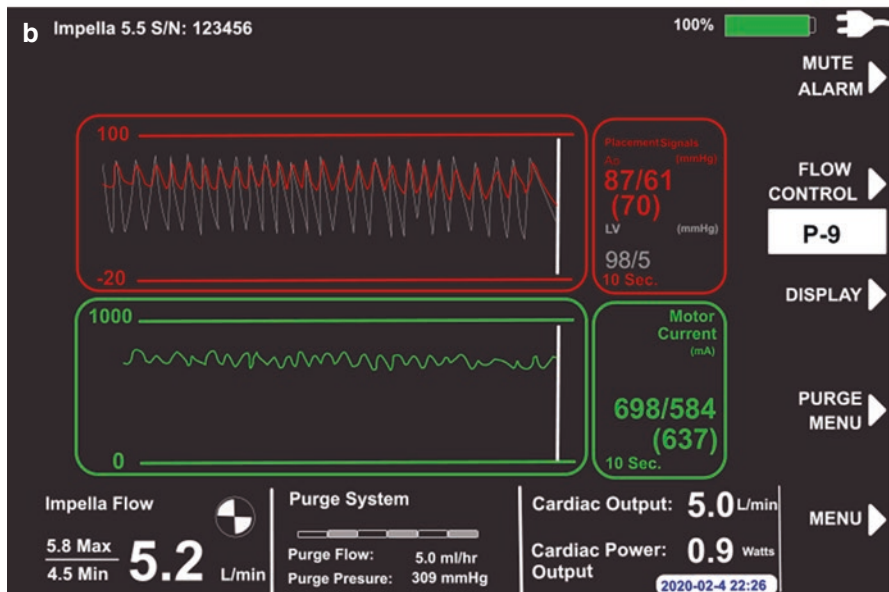 b
Impella 5.5 S/N: 123456
100%
MUTE
ALARM
FLOW
CONTROL
P-9
DISPLAY
PURGE
MENU
MENU
100
-20
Placement Signals
Ao (mmHg)
87/61
(70)
LV (mmHg)
98/5
10 Sec.
1000
0
Motor
Current
(mA)
698/584
(637)
10 Sec.
Impella Flow
5.8 Max
4.5 Min
5.2 L/min
Purge System
Purge Flow: 5.0 ml/hr
Purge Presure: 309 mmHg
Cardiac Output: 5.0 L/min
Cardiac Power: 0.9 Watts
Output
2020-02-4 22:26